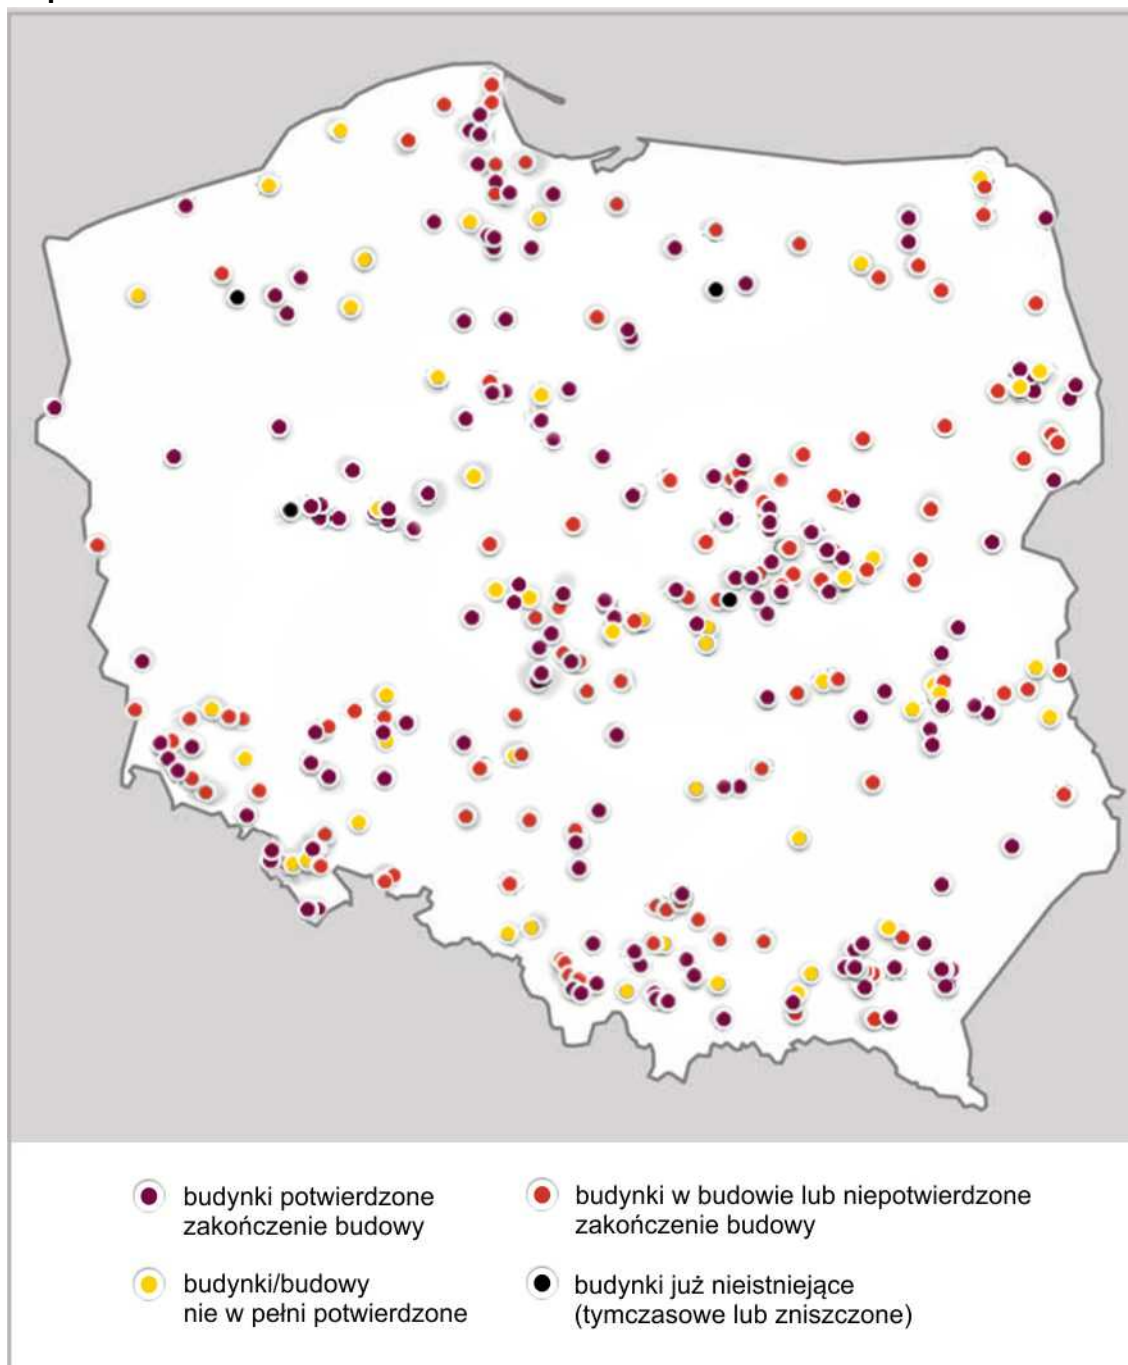 budynki potwierdzone
zakończenie budowy
budynki w budowie lub niepotwierdzone
zakończenie budowy
budynki/budowy
nie w pełni potwierdzone
budynki już nieistniejące
(tymczasowe lub zniszczone)